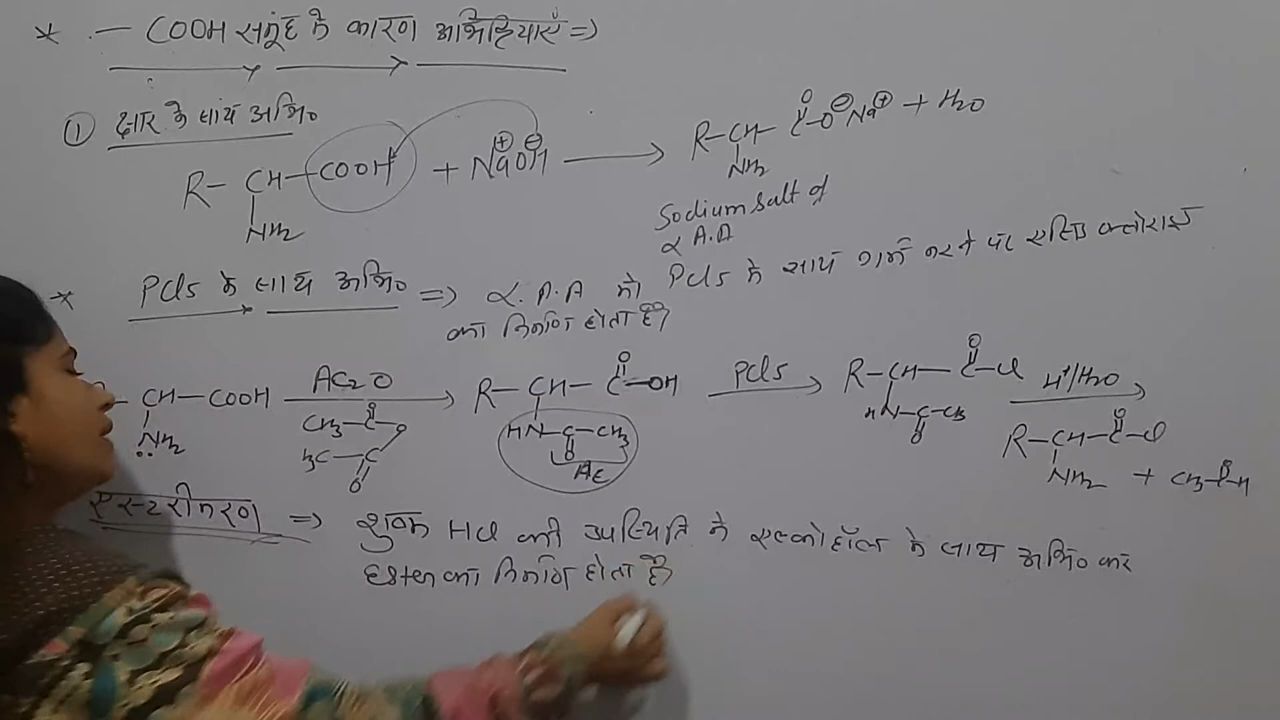 * – COOH समूह के कारण अभिक्रियाएं ⇒
① क्षार के साथ अभि०
R–CH–COOH + Na⊕OH⊖ ⟶ R–CH–C–O⊖Na⊕ + H2O
NH2
O
NH2
Sodium salt of
α A.A
* PCl5 के साथ अभि० ⇒ α. A.A को PCl5 के साथ गर्म करने पर एसिड क्लोराइड
का निर्माण होता है।
CH – COOH ⟶ R – CH – C – OH ⟶ R–CH–C–Cl ⟶
NH2
Ac2O
CH3–C
O
O
H3C–C
O
O
HN–C–CH3
O
Ac
PCl5
O
HN–C–CH3
O
H+/H2O
R–CH–C–Cl
O
NH2 + CH3–C–H
O
एस्टरीकरण ⇒ शुष्क HCl की उपस्थिति में एल्कोहॉल के साथ अभि० कर
Ester का निर्माण होता है